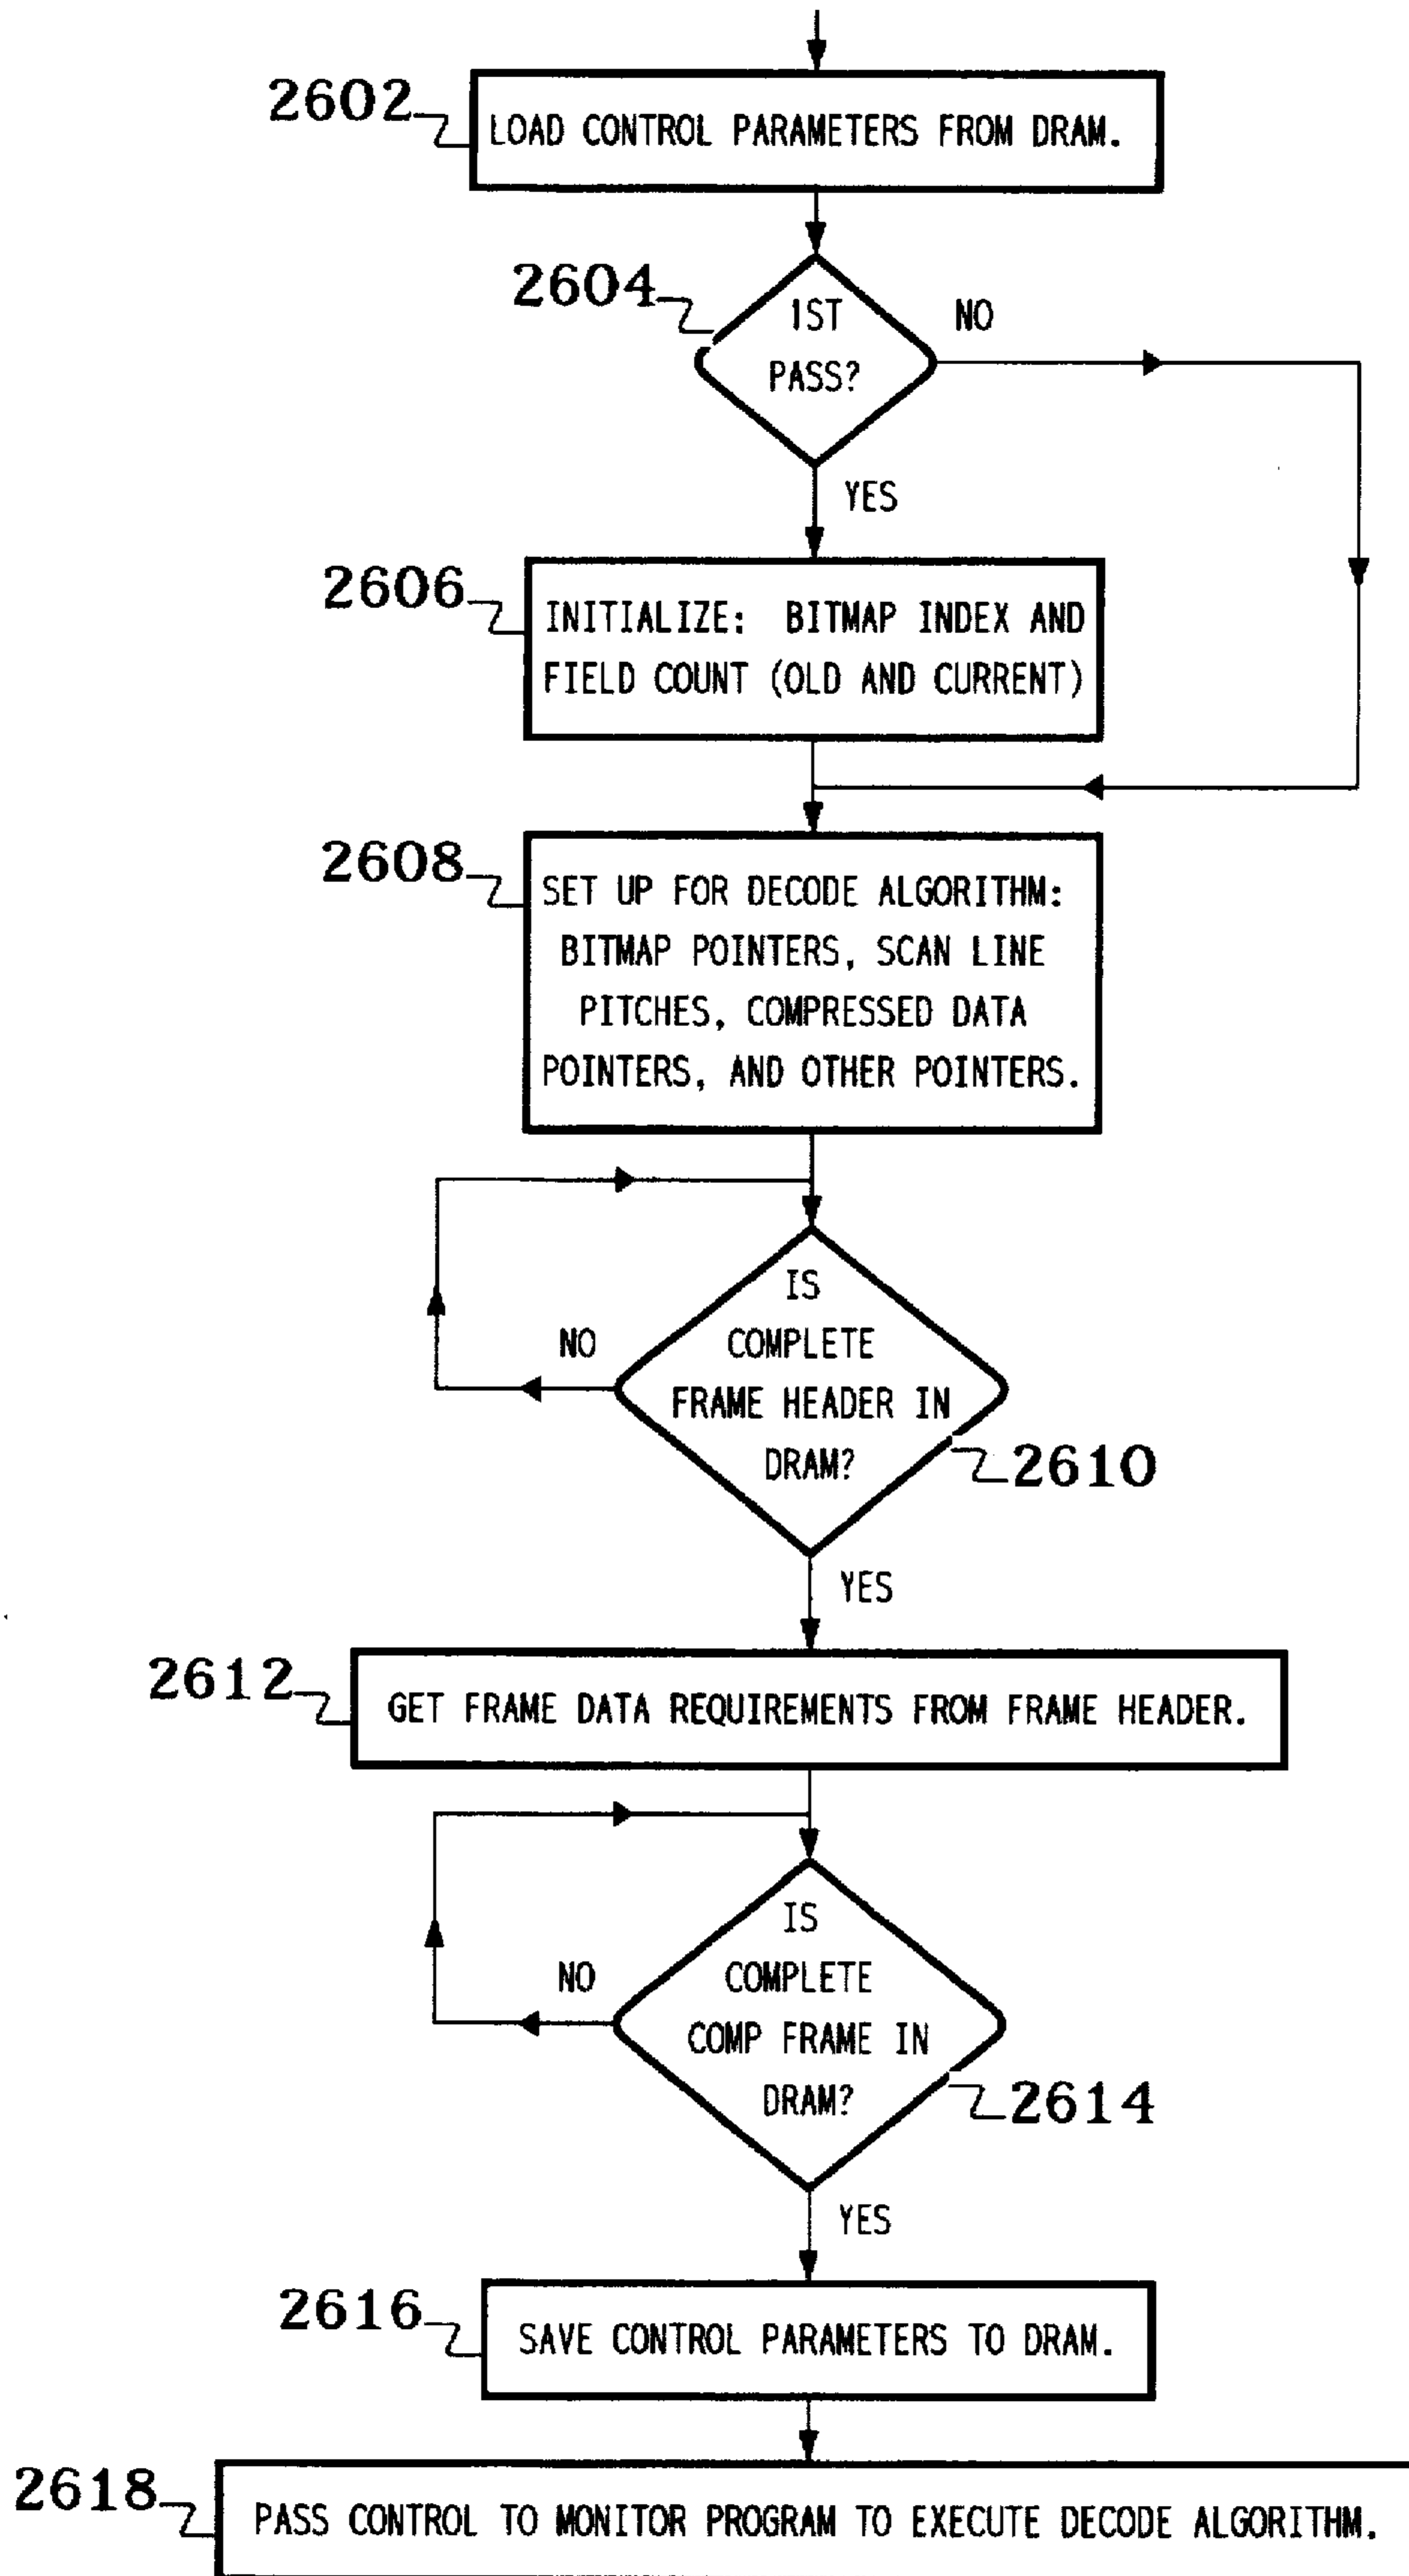 2602
LOAD CONTROL PARAMETERS FROM DRAM.
2604
1ST
PASS?
NO
YES
2606
INITIALIZE: BITMAP INDEX AND
FIELD COUNT (OLD AND CURRENT)
2608
SET UP FOR DECODE ALGORITHM:
BITMAP POINTERS, SCAN LINE
PITCHES, COMPRESSED DATA
POINTERS, AND OTHER POINTERS.
IS
COMPLETE
FRAME HEADER IN
DRAM?
NO
2610
YES
2612
GET FRAME DATA REQUIREMENTS FROM FRAME HEADER.
IS
COMPLETE
COMP FRAME IN
DRAM?
NO
2614
YES
2616
SAVE CONTROL PARAMETERS TO DRAM.
2618
PASS CONTROL TO MONITOR PROGRAM TO EXECUTE DECODE ALGORITHM.